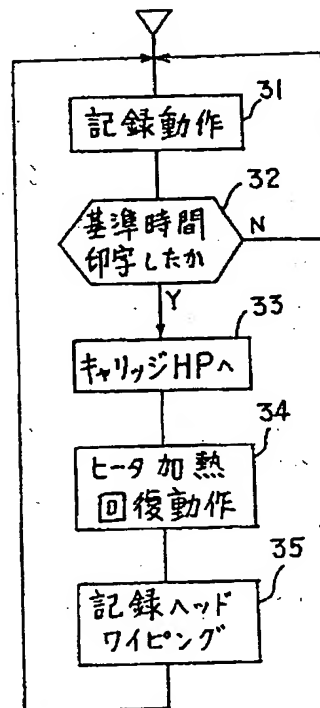 31
記録動作
32
基準時間
印字したか
N
Y
33
キャリッジHPへ
34
ヒータ加熱
回復動作
35
記録ヘッド
ワイピング